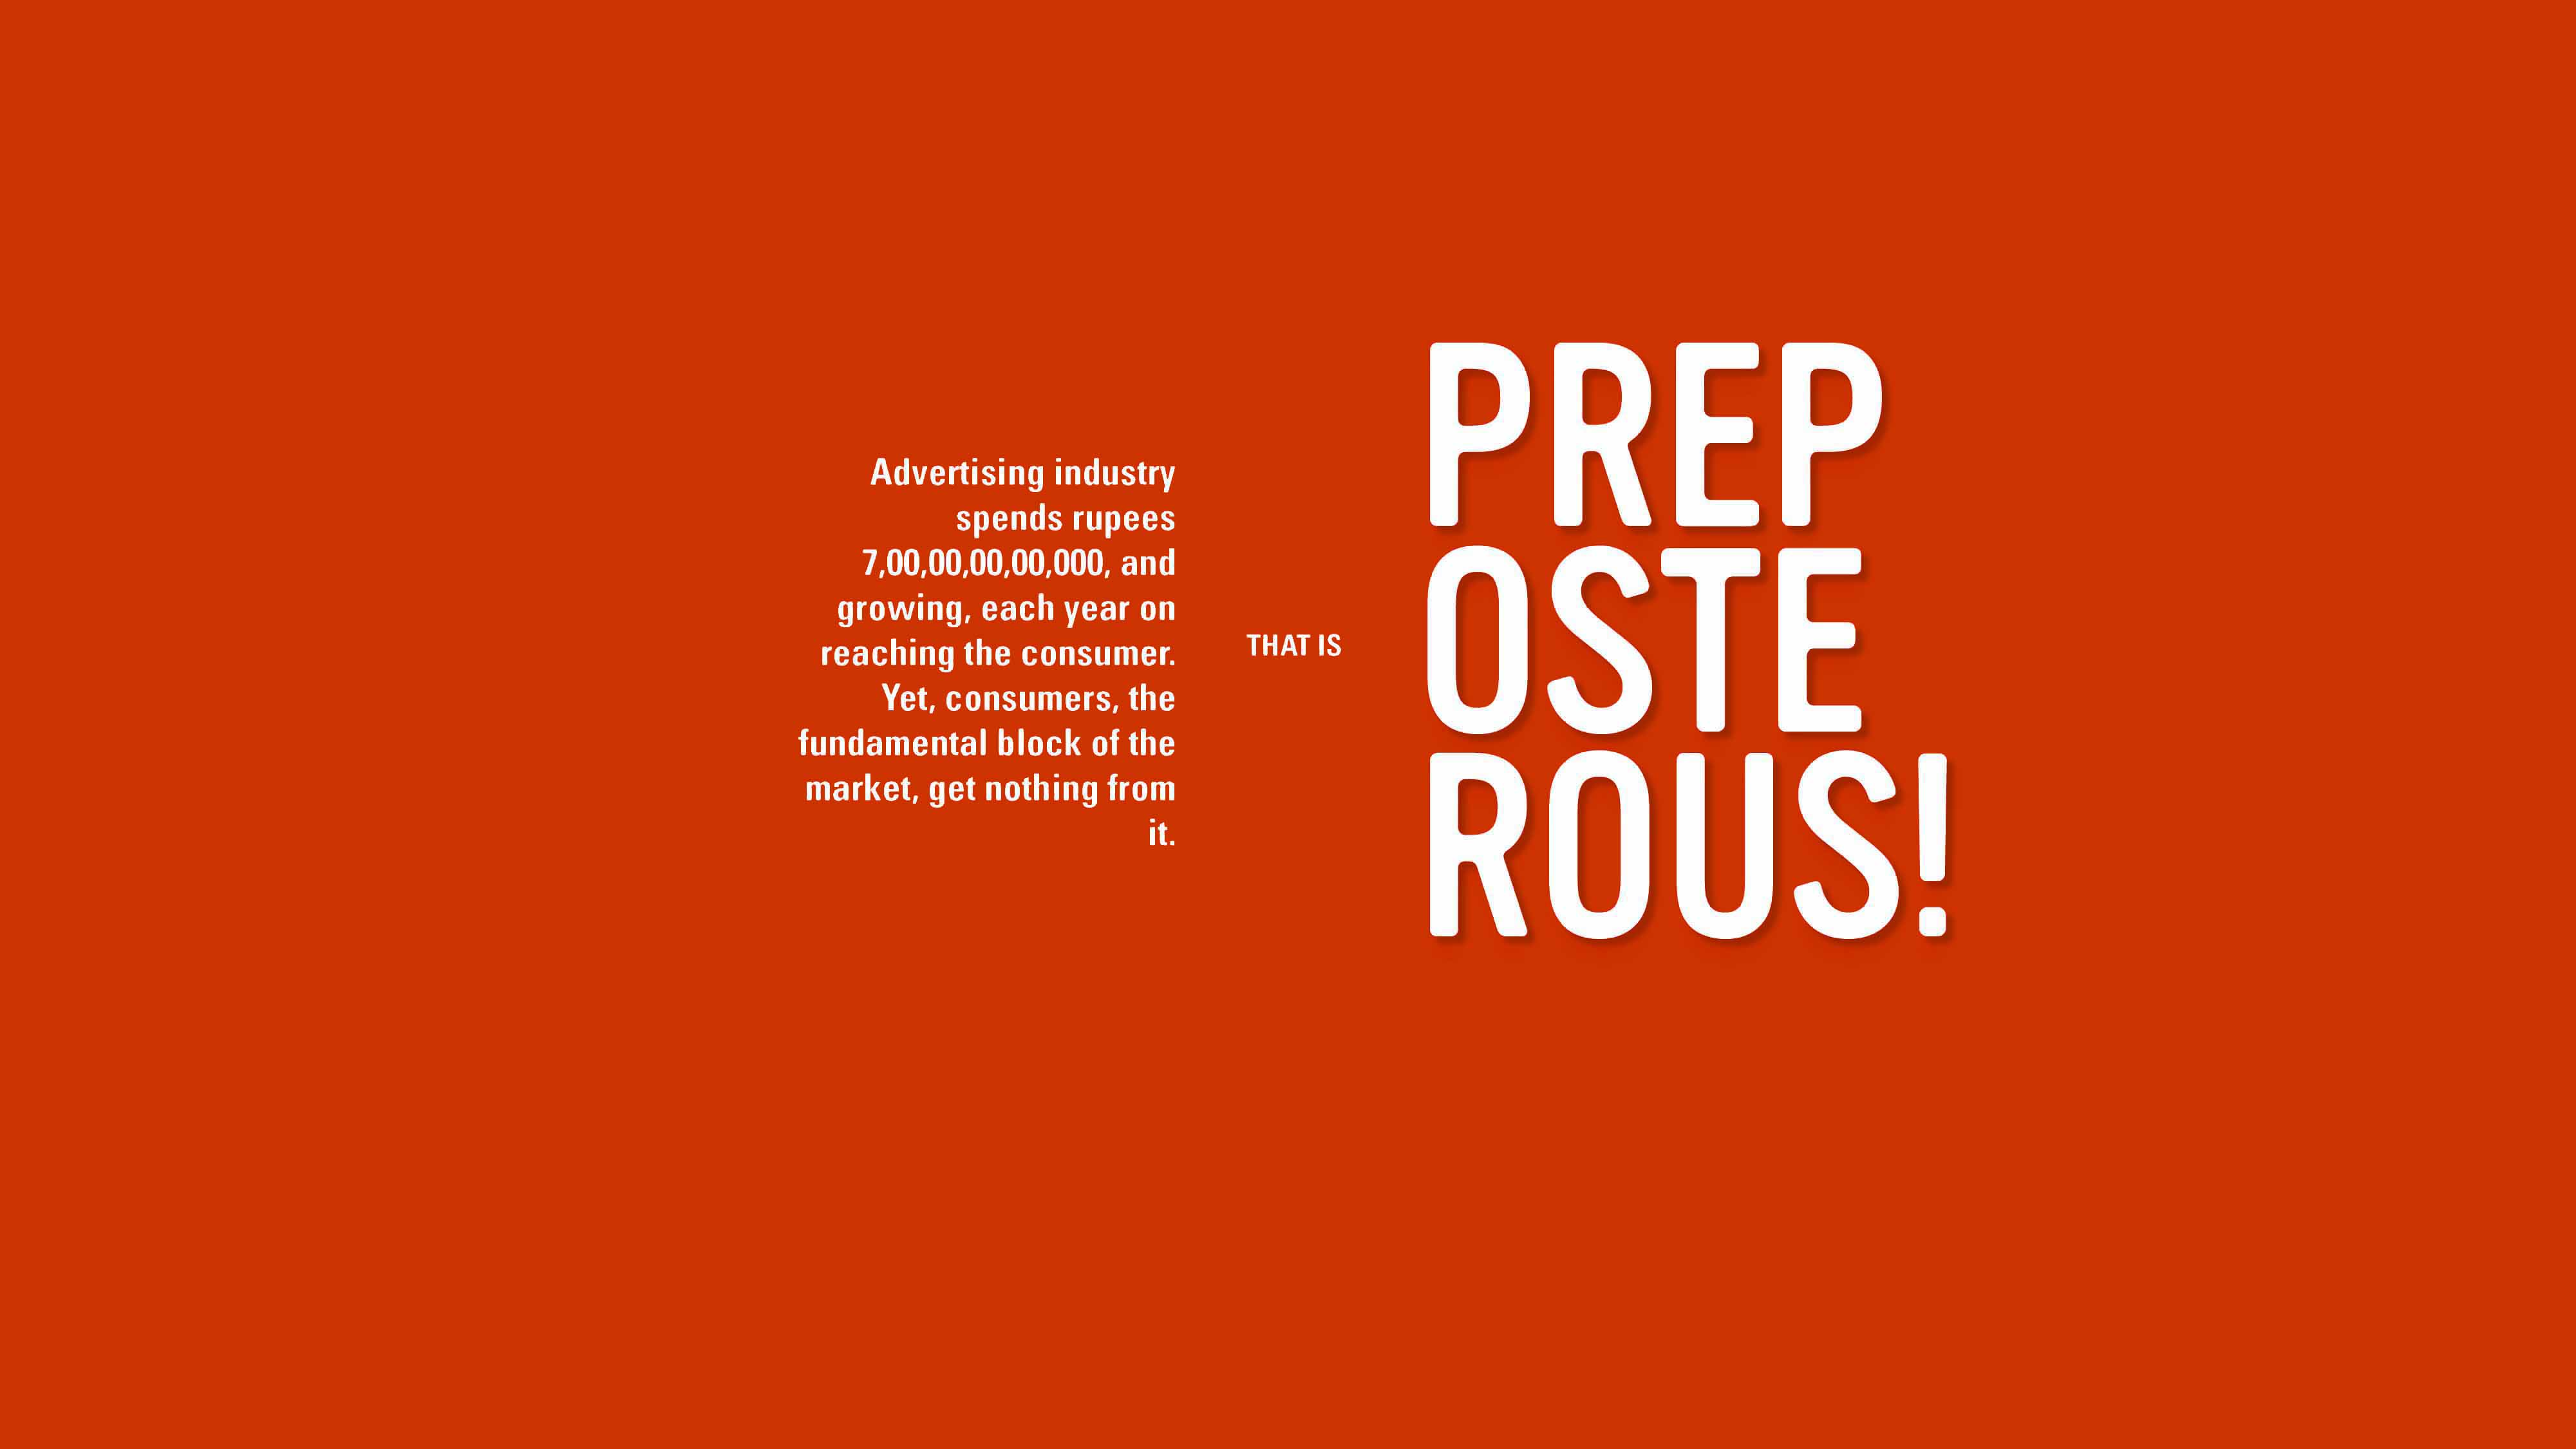 Advertising industry
spends rupees
7,00,00,00,00,000, and
growing, each year on
reaching the consumer.
Yet, consumers, the
fundamental block of the
market, get nothing from
it.
THAT IS
PREP
OSTE
ROUS!